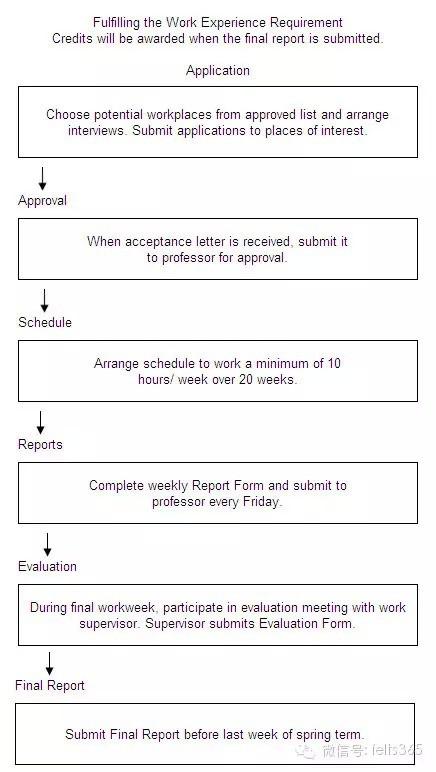 Fulfilling the Work Experience Requirement
Credits will be awarded when the final report is submitted.
Application
Choose potential workplaces from approved list and arrange
interviews. Submit applications to places of interest.
Approval
When acceptance letter is received, submit it
to professor for approval.
Schedule
Arrange schedule to work a minimum of 10
hours/ week over 20 weeks.
Reports
Complete weekly Report Form and submit to
professor every Friday.
Evaluation
During final workweek, participate in evaluation meeting with work
supervisor. Supervisor submits Evaluation Form.
Final Report
Submit Final Report before last week of spring term.
微信号: ielts365